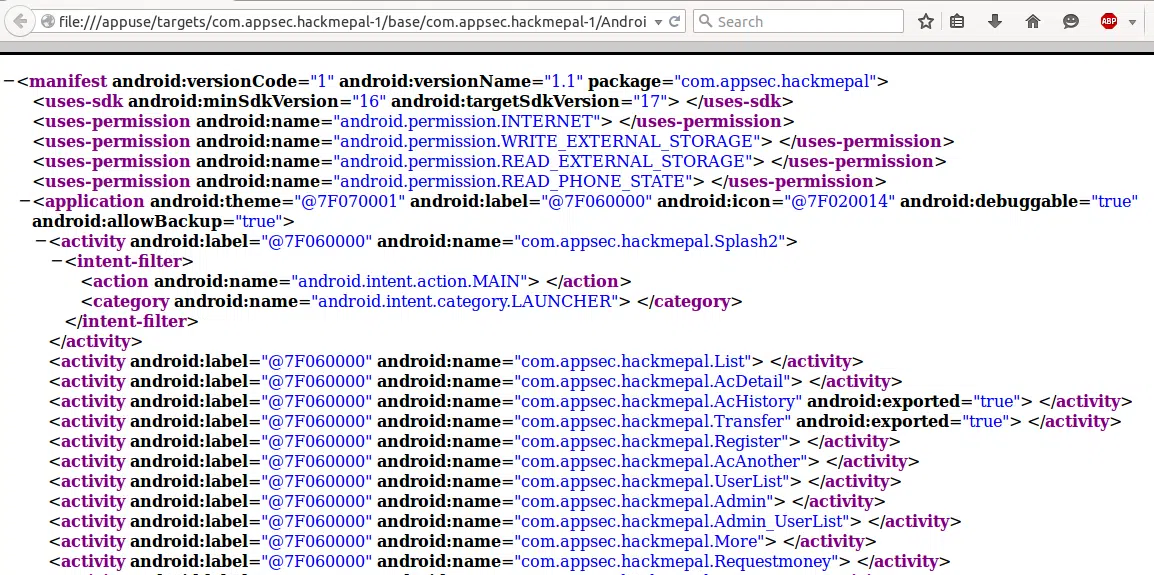 file:///appuse/targets/com.appsec.hackmepal-1/base/com.appsec.hackmepal-1/Androi Search ABP
−<manifest android:versionCode="1" android:versionName="1.1" package="com.appsec.hackmepal">
<uses-sdk android:minSdkVersion="16" android:targetSdkVersion="17"> </uses-sdk>
<uses-permission android:name="android.permission.INTERNET"> </uses-permission>
<uses-permission android:name="android.permission.WRITE_EXTERNAL_STORAGE"> </uses-permission>
<uses-permission android:name="android.permission.READ_EXTERNAL_STORAGE"> </uses-permission>
<uses-permission android:name="android.permission.READ_PHONE_STATE"> </uses-permission>
−<application android:theme="@7F070001" android:label="@7F060000" android:icon="@7F020014" android:debuggable="true"
android:allowBackup="true">
−<activity android:label="@7F060000" android:name="com.appsec.hackmepal.Splash2">
−<intent-filter>
<action android:name="android.intent.action.MAIN"> </action>
<category android:name="android.intent.category.LAUNCHER"> </category>
</intent-filter>
</activity>
<activity android:label="@7F060000" android:name="com.appsec.hackmepal.List"> </activity>
<activity android:label="@7F060000" android:name="com.appsec.hackmepal.AcDetail"> </activity>
<activity android:label="@7F060000" android:name="com.appsec.hackmepal.AcHistory" android:exported="true"> </activity>
<activity android:label="@7F060000" android:name="com.appsec.hackmepal.Transfer" android:exported="true"> </activity>
<activity android:label="@7F060000" android:name="com.appsec.hackmepal.Register"> </activity>
<activity android:label="@7F060000" android:name="com.appsec.hackmepal.AcAnother"> </activity>
<activity android:label="@7F060000" android:name="com.appsec.hackmepal.UserList"> </activity>
<activity android:label="@7F060000" android:name="com.appsec.hackmepal.Admin"> </activity>
<activity android:label="@7F060000" android:name="com.appsec.hackmepal.Admin_UserList"> </activity>
<activity android:label="@7F060000" android:name="com.appsec.hackmepal.More"> </activity>
<activity android:label="@7F060000" android:name="com.appsec.hackmepal.Requestmoney"> </activity>